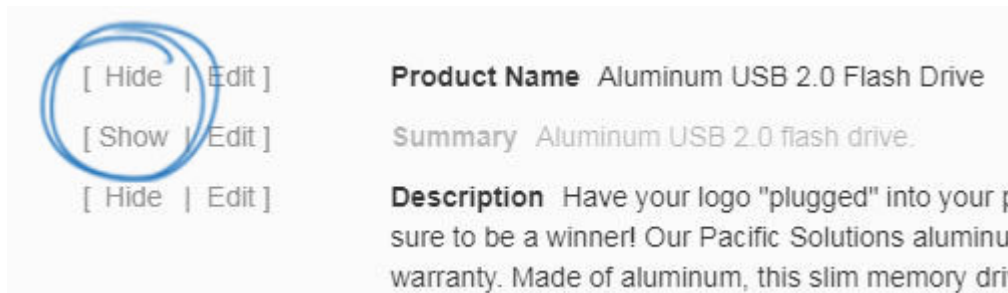 [ Hide | Edit ] Product Name Aluminum USB 2.0 Flash Drive
[ Show | Edit ] Summary Aluminum USB 2.0 flash drive.
[ Hide | Edit ] Description Have your logo "plugged" into your
sure to be a winner! Our Pacific Solutions
warranty. Made of aluminum, this slim memory